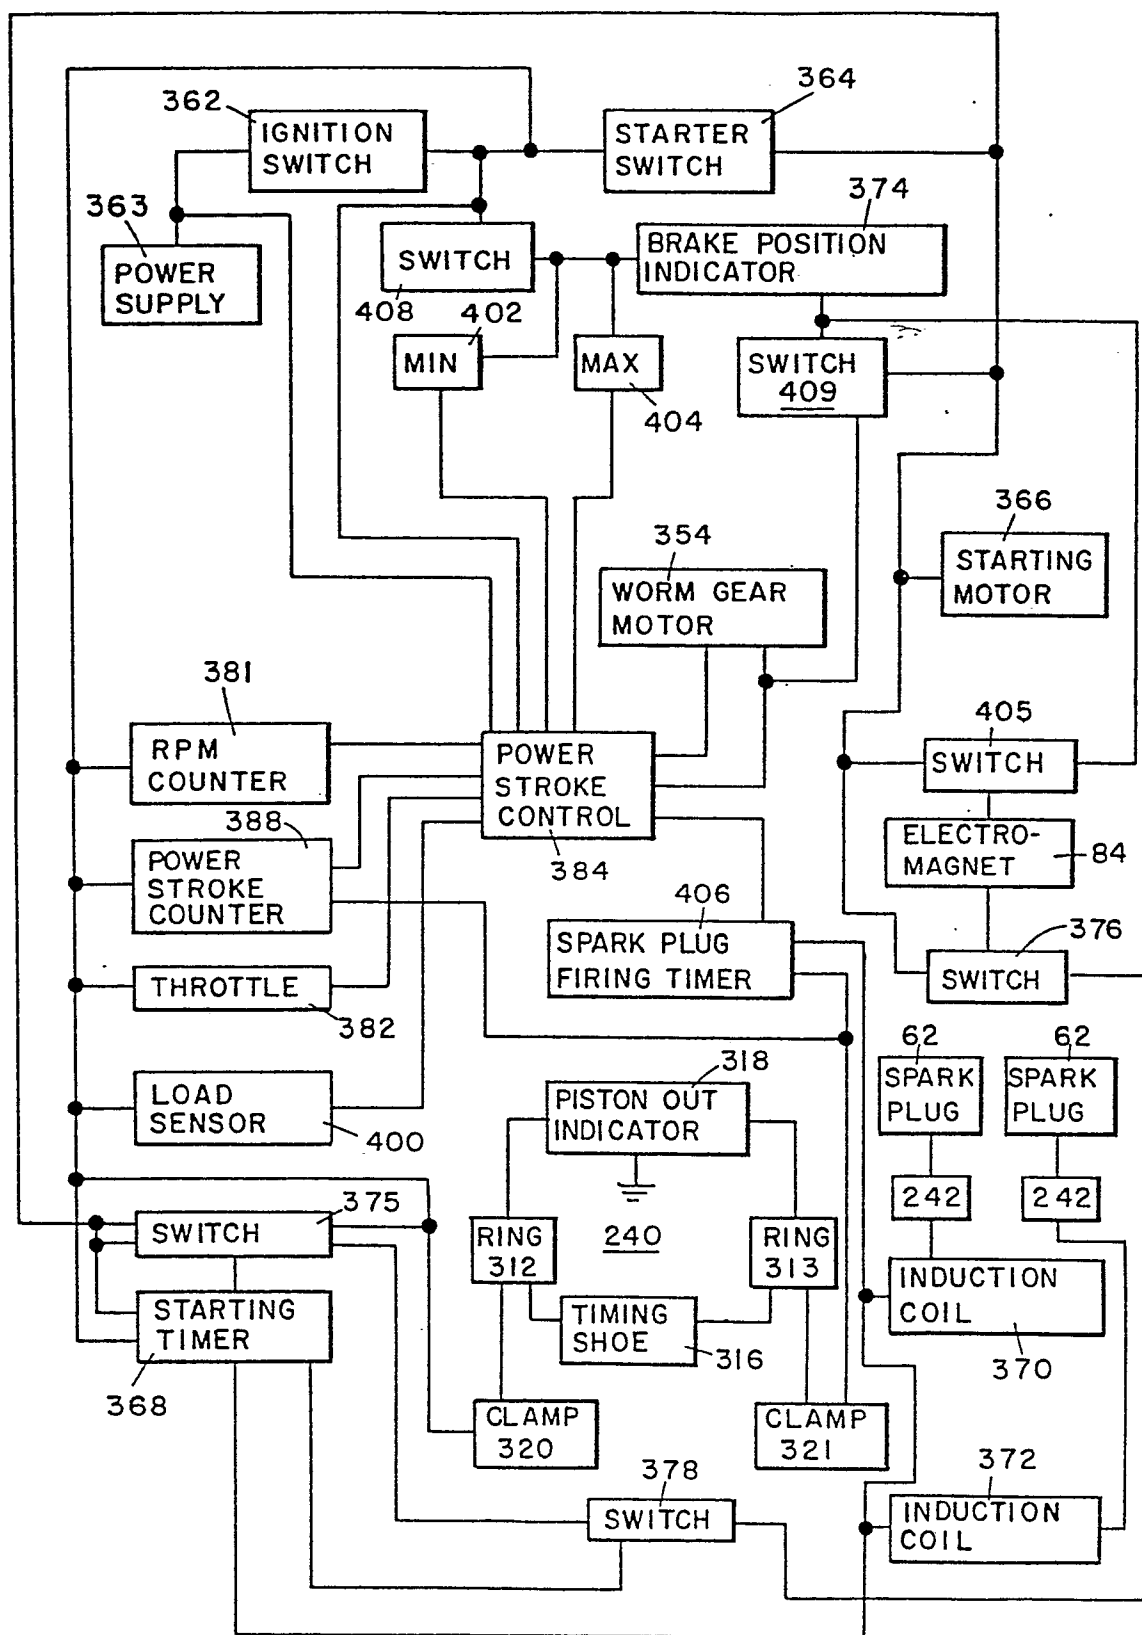 362
IGNITION
SWITCH
364
STARTER
SWITCH
363
POWER
SUPPLY
374
BRAKE POSITION
INDICATOR
SWITCH
408
402
MIN
MAX
404
SWITCH
409
366
STARTING
MOTOR
354
WORM GEAR
MOTOR
381
RPM
COUNTER
POWER
STROKE
CONTROL
384
405
SWITCH
388
POWER
STROKE
COUNTER
ELECTRO-
MAGNET
84
406
SPARK PLUG
FIRING TIMER
376
SWITCH
THROTTLE
382
62
SPARK
PLUG
62
SPARK
PLUG
318
PISTON OUT
INDICATOR
LOAD
SENSOR
400
242
242
375
SWITCH
RING
312
240
RING
313
INDUCTION
COIL
370
STARTING
TIMER
368
TIMING
SHOE
316
CLAMP
320
CLAMP
321
378
SWITCH
372
INDUCTION
COIL